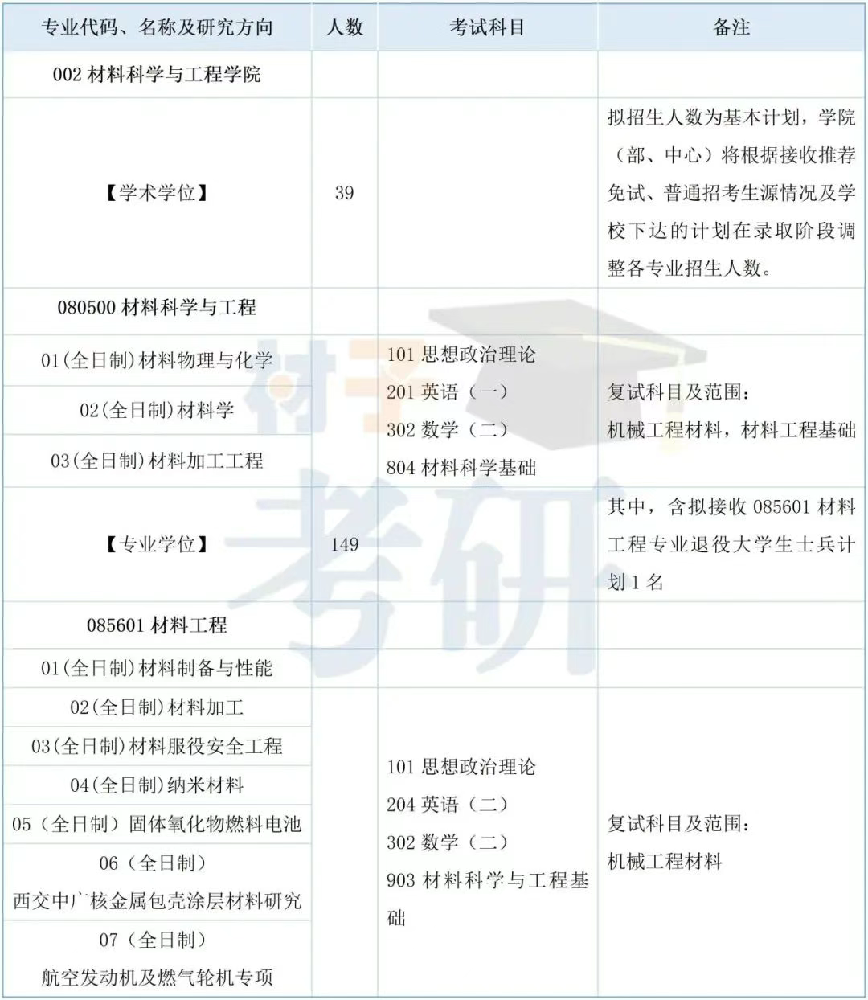 专业代码、名称及研究方向 人数 考试科目 备注
002 材料科学与工程学院
【学术学位】 39
拟招生人数为基本计划，学院
（部、中心）将根据接收推荐
免试、普通招考生源情况及学
校下达的计划在录取阶段调
整各专业招生人数。
080500 材料科学与工程
01(全日制)材料物理与化学
02(全日制)材料学
03(全日制)材料加工工程
101 思想政治理论
201 英语（一）
302 数学（二）
804 材料科学基础
复试科目及范围：
机械工程材料，材料工程基础
【专业学位】 149
其中，含拟接收 085601 材料
工程专业退役大学生士兵计
划 1 名
085601 材料工程
01(全日制)材料制备与性能
02(全日制)材料加工
03(全日制)材料服役安全工程
04(全日制)纳米材料
05（全日制）固体氧化物燃料电池
06（全日制）
西交中广核金属包壳涂层材料研究
07（全日制）
航空发动机及燃气轮机专项
101 思想政治理论
204 英语（二）
302 数学（二）
903 材料科学与工程基
础
复试科目及范围：
机械工程材料
材子
考研